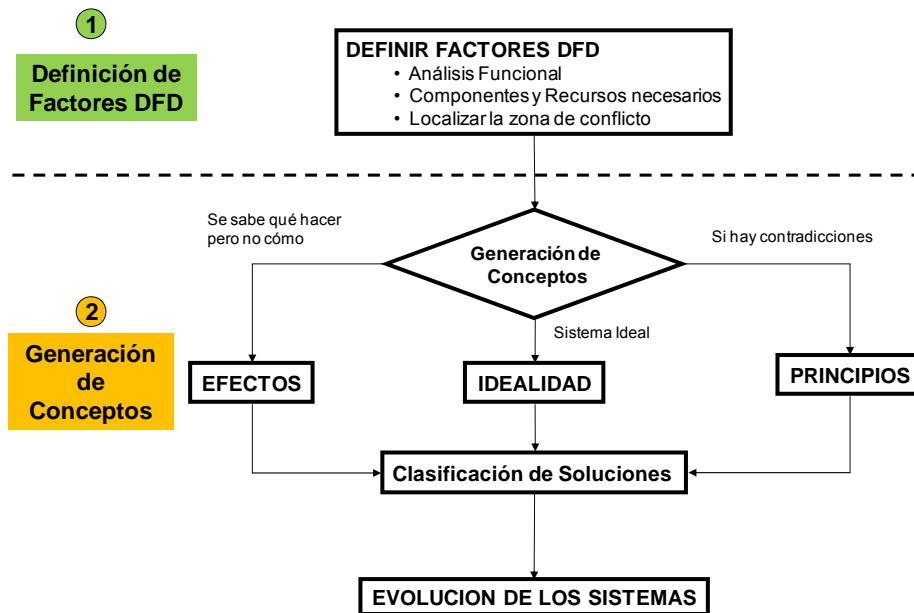 1
Definición de
Factores DFD
DEFINIR FACTORES DFD
• Análisis Funcional
• Componentes y Recursos necesarios
• Localizar la zona de conflicto
Se sabe qué hacer
pero no cómo
Generación de
Conceptos
Si hay contradicciones
Sistema Ideal
2
Generación
de
Conceptos
EFECTOS
IDEALIDAD
PRINCIPIOS
Clasificación de Soluciones
EVOLUCION DE LOS SISTEMAS